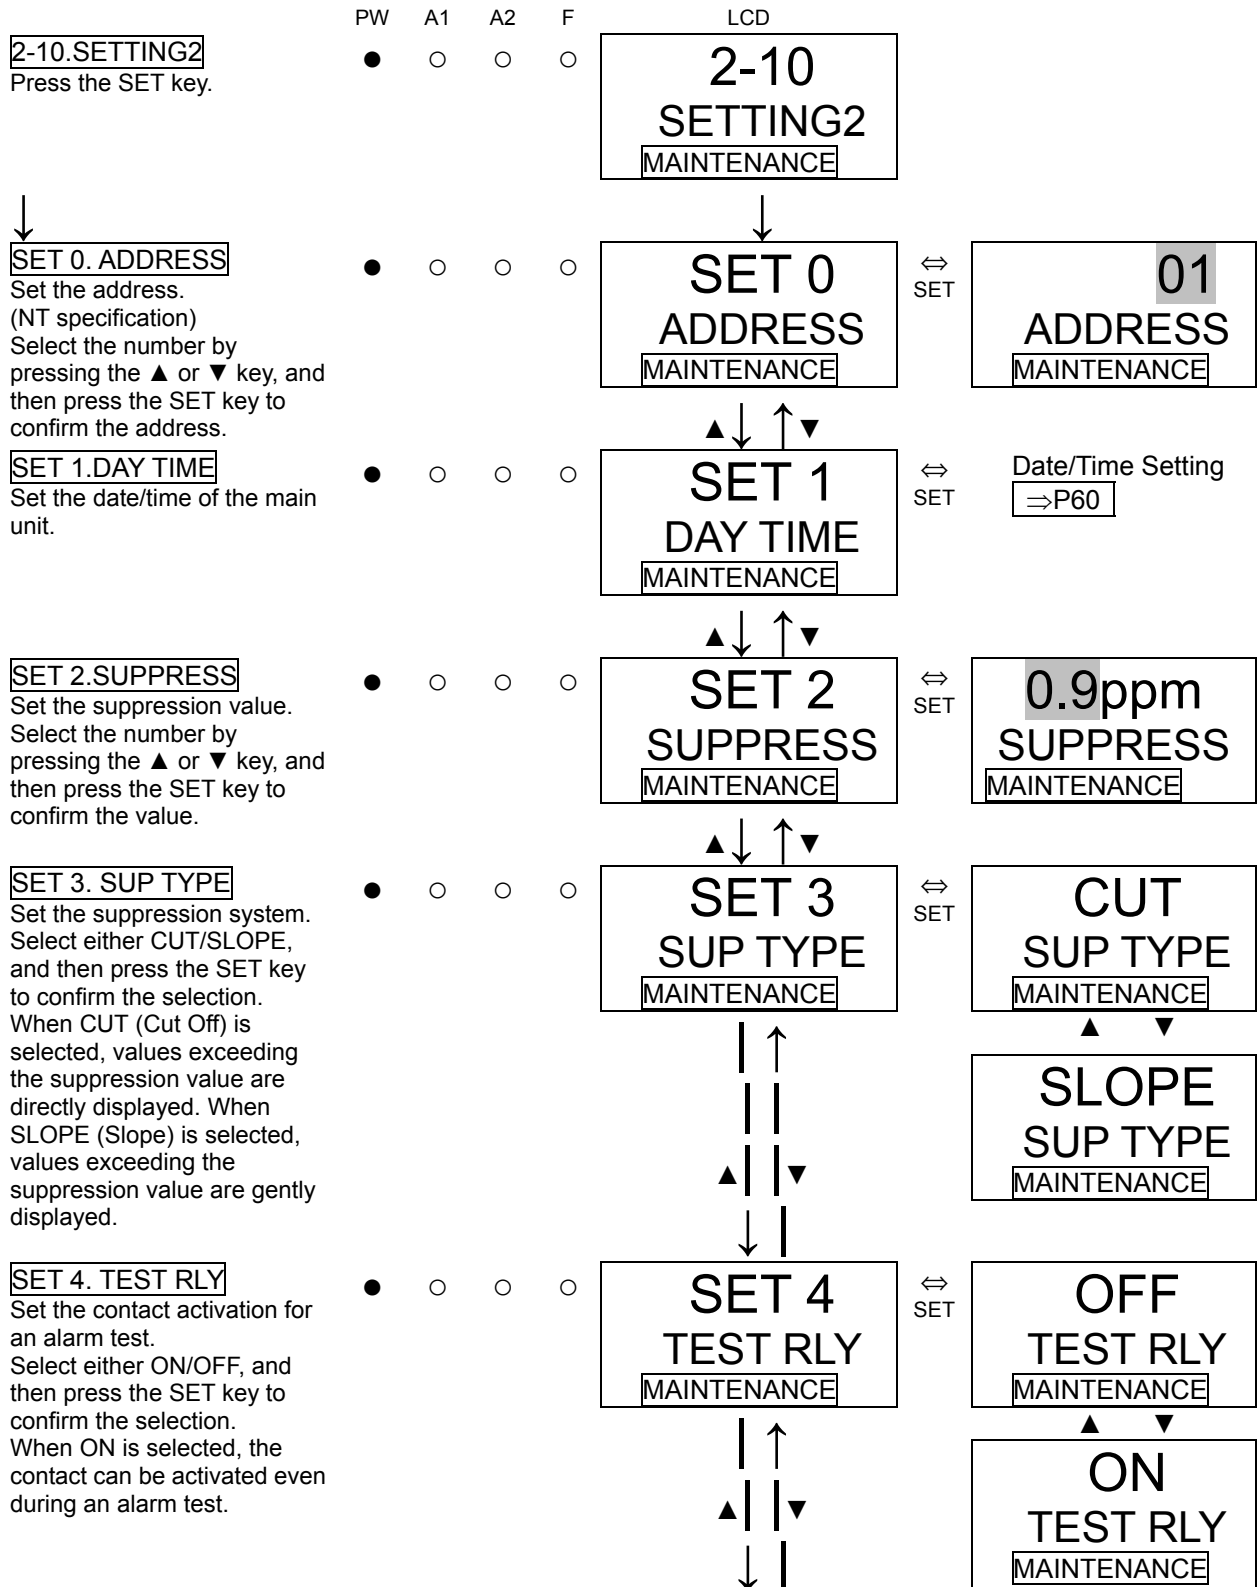 PW A1 A2 F LCD
2-10.SETTING2
Press the SET key.
● ○ ○ ○
2-10
SETTING2
MAINTENANCE
↓ ↓
SET 0. ADDRESS
Set the address.
(NT specification)
Select the number by
pressing the ▲ or ▼ key, and
then press the SET key to
confirm the address.
● ○ ○ ○
SET 0
ADDRESS
MAINTENANCE
⇔
SET
01
ADDRESS
MAINTENANCE
▲↓ ↑▼
SET 1.DAY TIME
Set the date/time of the main
unit.
● ○ ○ ○
SET 1
DAY TIME
MAINTENANCE
⇔
SET
Date/Time Setting
⇒P60
▲↓ ↑▼
SET 2.SUPPRESS
Set the suppression value.
Select the number by
pressing the ▲ or ▼ key, and
then press the SET key to
confirm the value.
● ○ ○ ○
SET 2
SUPPRESS
MAINTENANCE
⇔
SET
0.9ppm
SUPPRESS
MAINTENANCE
▲↓ ↑▼
SET 3. SUP TYPE
Set the suppression system.
Select either CUT/SLOPE,
and then press the SET key
to confirm the selection.
When CUT (Cut Off) is
selected, values exceeding
the suppression value are
directly displayed. When
SLOPE (Slope) is selected,
values exceeding the
suppression value are gently
displayed.
● ○ ○ ○
SET 3
SUP TYPE
MAINTENANCE
⇔
SET
CUT
SUP TYPE
MAINTENANCE
▲ ▼
SLOPE
SUP TYPE
MAINTENANCE
▲↓ ↑▼
SET 4. TEST RLY
Set the contact activation for
an alarm test.
Select either ON/OFF, and
then press the SET key to
confirm the selection.
When ON is selected, the
contact can be activated even
during an alarm test.
● ○ ○ ○
SET 4
TEST RLY
MAINTENANCE
⇔
SET
OFF
TEST RLY
MAINTENANCE
▲ ▼
ON
TEST RLY
MAINTENANCE
▲↓ ↑▼